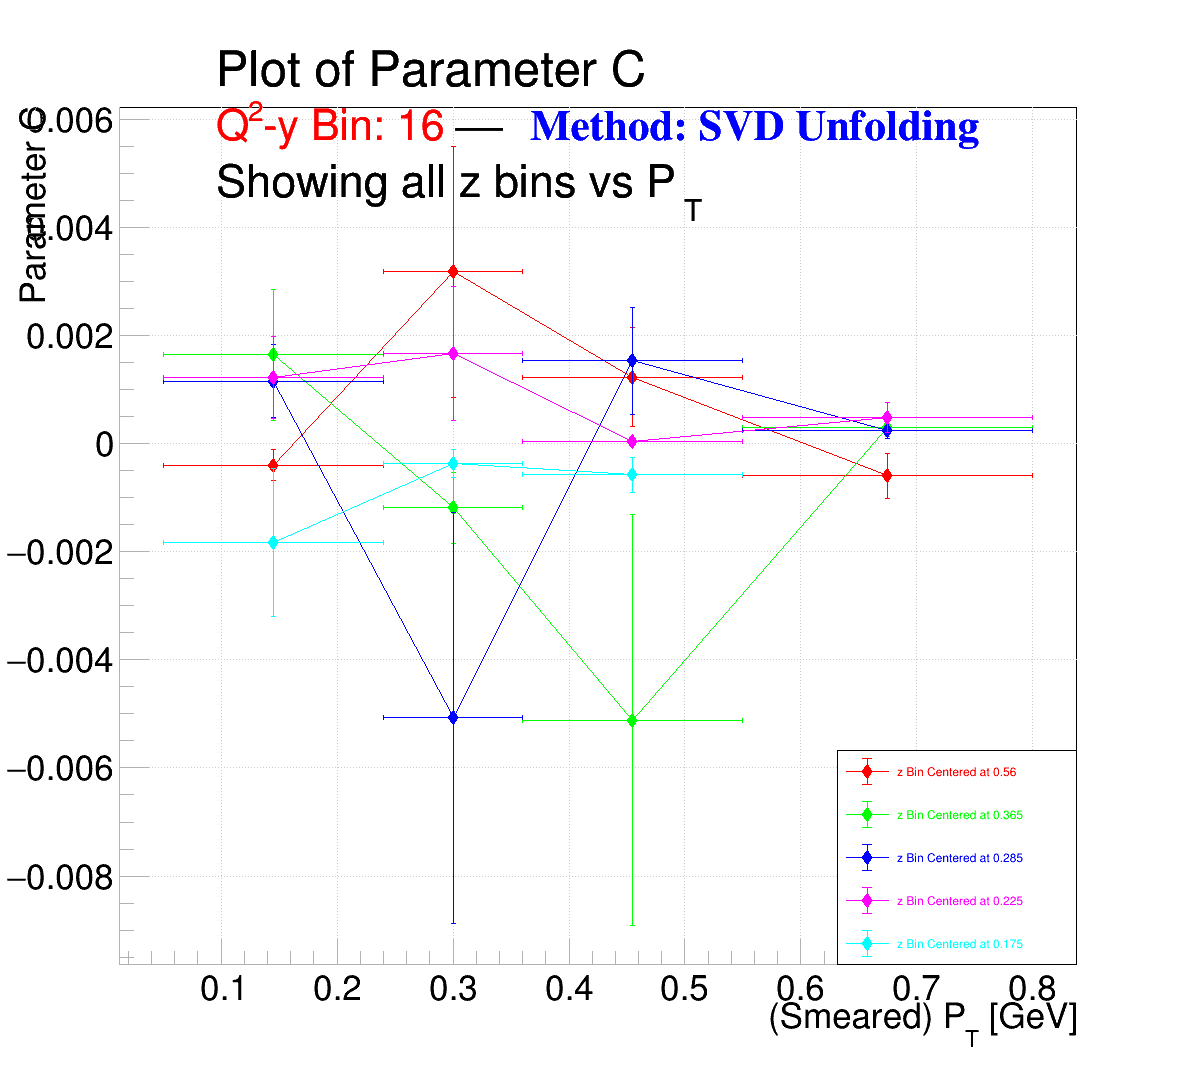 Plot of Parameter C
Q²-y Bin: 16 — Method: SVD Unfolding
Showing all z bins vs P_T
Parameter C
0.006
0.004
0.002
0
−0.002
−0.004
−0.006
−0.008
z Bin Centered at 0.56
z Bin Centered at 0.365
z Bin Centered at 0.285
z Bin Centered at 0.225
z Bin Centered at 0.175
0.1 0.2 0.3 0.4 0.5 0.6 0.7 0.8
(Smeared) P_T [GeV]